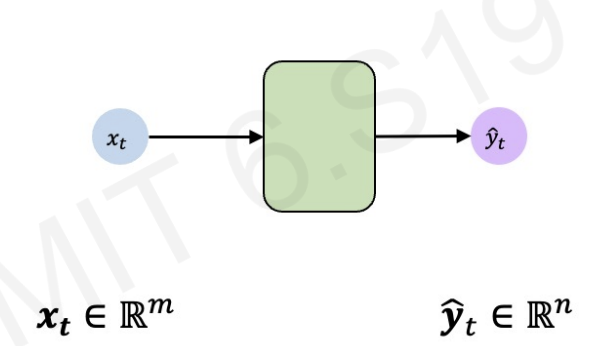 MIT 6.S19
x_t ŷ_t
x_t ∈ ℝ^m ŷ_t ∈ ℝ^n